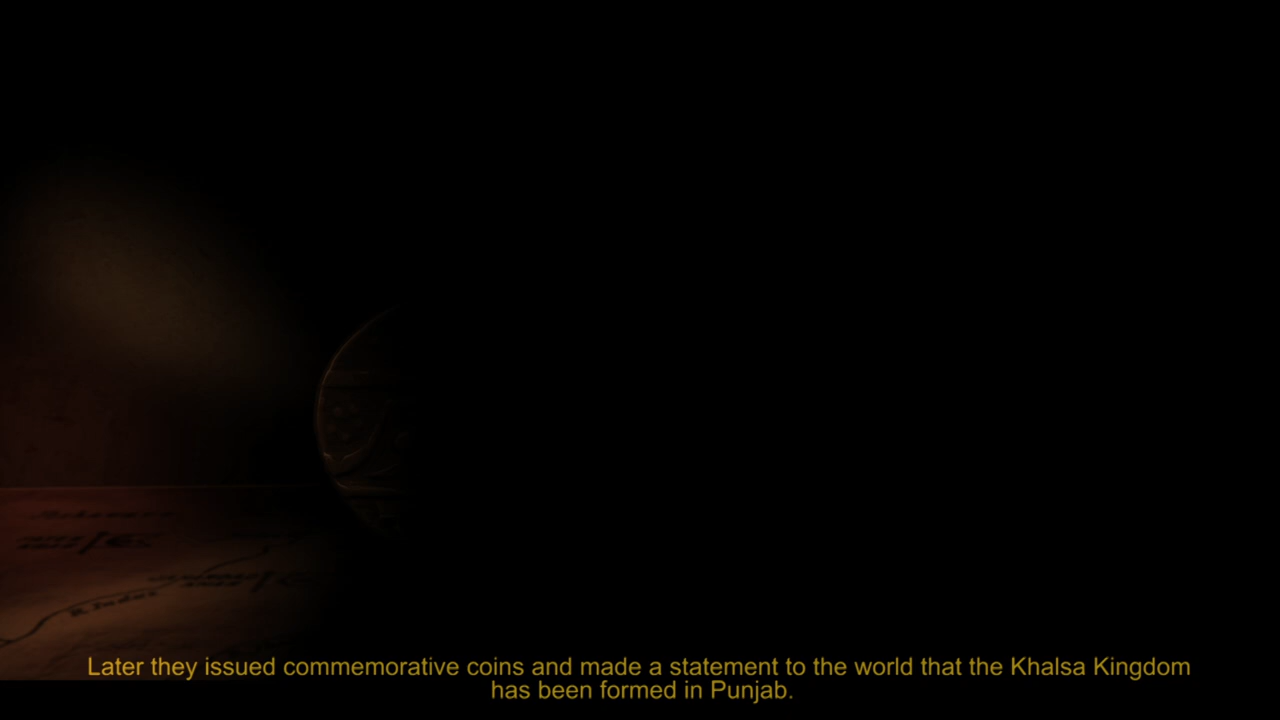 R. Indus
Later they issued commemorative coins and made a statement to the world that the Khalsa Kingdom
has been formed in Punjab.